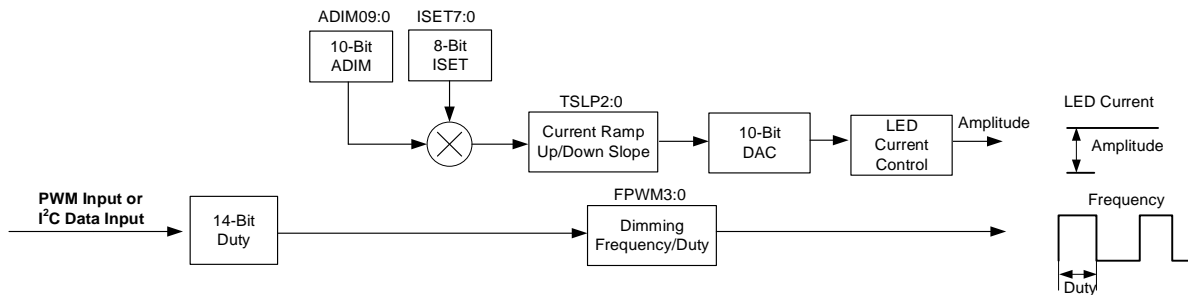 ADIM09:0
ISET7:0
10-Bit
ADIM
8-Bit
ISET
TSLP2:0
Current Ramp
Up/Down Slope
10-Bit
DAC
LED
Current
Control
Amplitude
LED Current
Amplitude
PWM Input or
I²C Data Input
14-Bit
Duty
FPWM3:0
Dimming
Frequency/Duty
Frequency
Duty